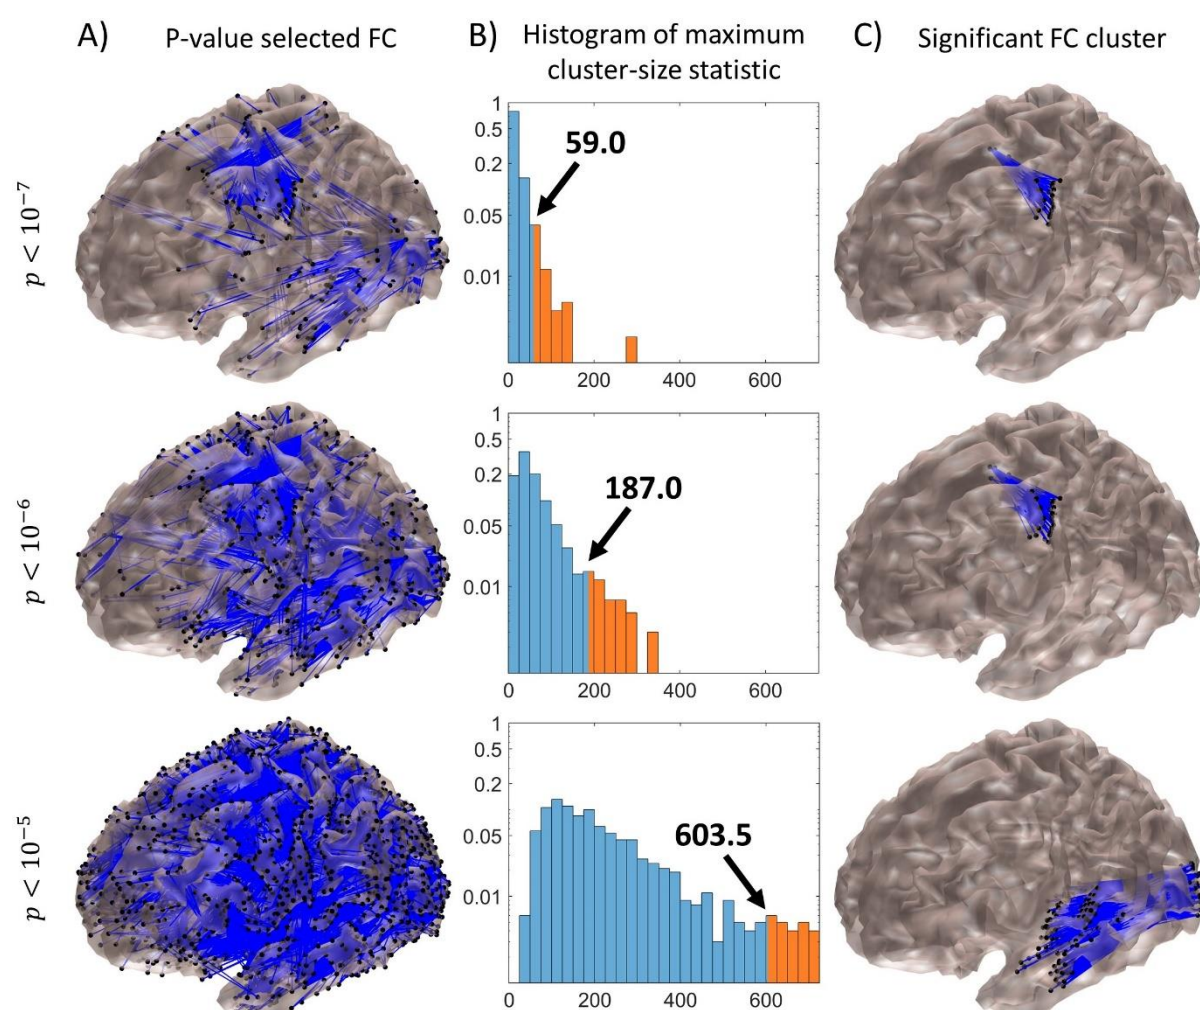 A) P-value selected FC
B) Histogram of maximum
cluster-size statistic
C) Significant FC cluster
p < 10⁻⁷
1
0.5
0.2
0.05
0.01
59.0
0 200 400 600
p < 10⁻⁶
1
0.5
0.2
0.05
0.01
187.0
0 200 400 600
p < 10⁻⁵
1
0.5
0.2
0.05
0.01
603.5
0 200 400 600